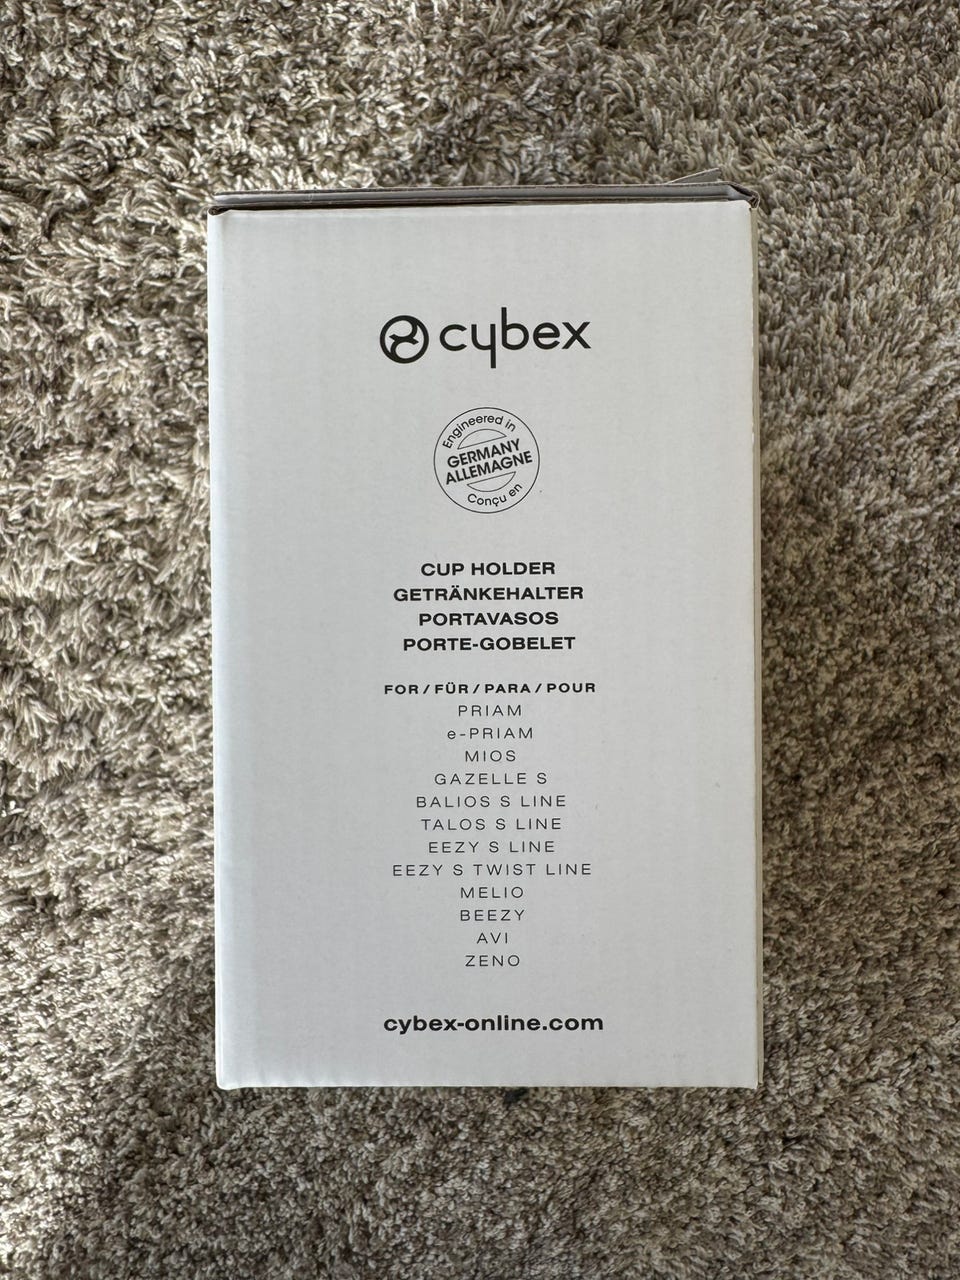 cybex
Engineered in
GERMANY
ALLEMAGNE
Conçu en
CUP HOLDER
GETRÄNKEHALTER
PORTAVASOS
PORTE-GOBELET
FOR / FÜR / PARA / POUR
PRIAM
e-PRIAM
MIOS
GAZELLE S
BALIOS S LINE
TALOS S LINE
EEZY S LINE
EEZY S TWIST LINE
MELIO
BEEZY
AVI
ZENO
cybex-online.com